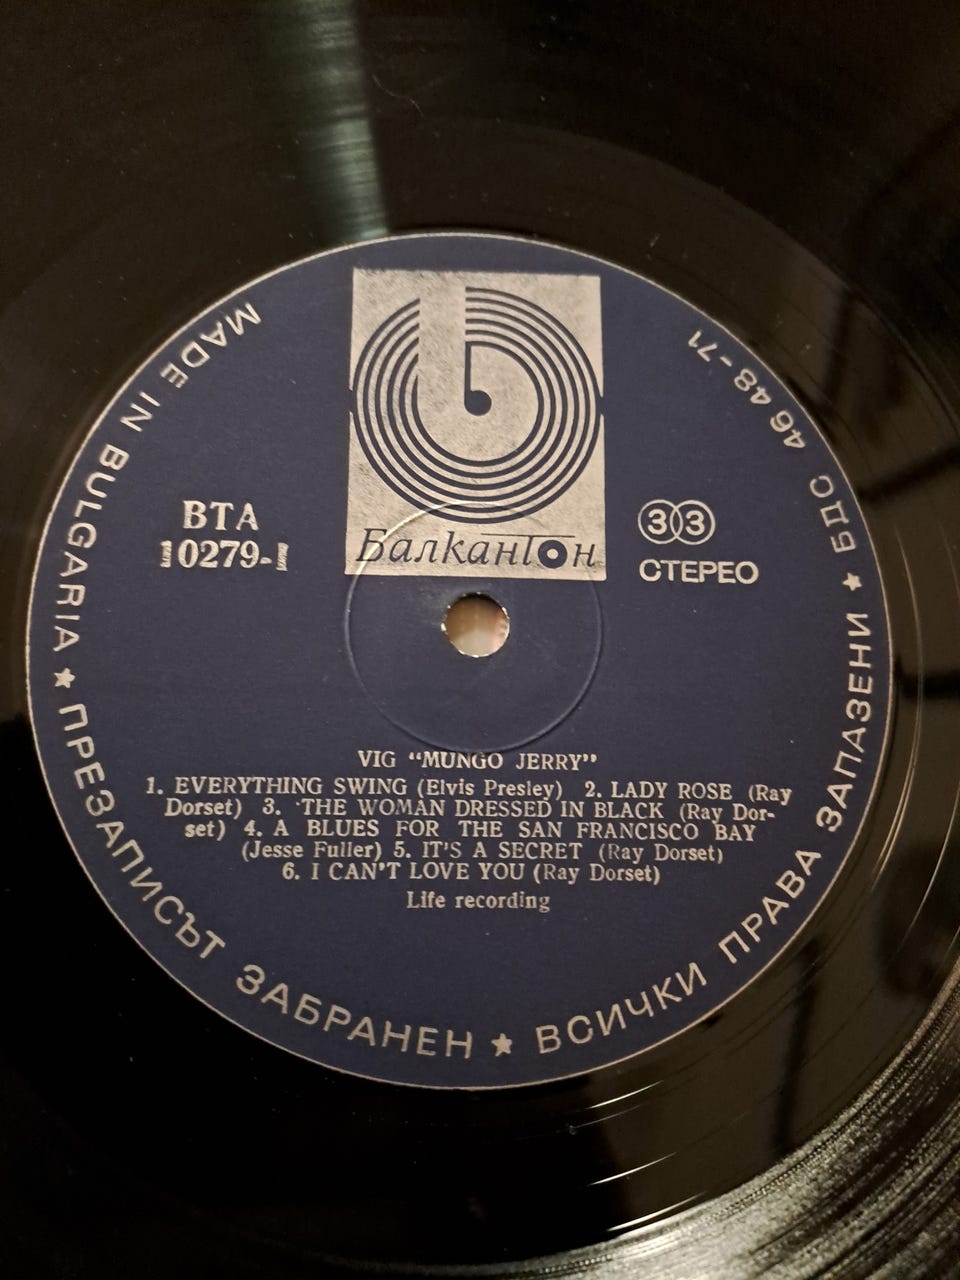 Балкантон
BTA
10279-
33
СТЕРЕО
VIG "MUNGO JERRY"
1. EVERYTHING SWING (Elvis Presley) 2. LADY ROSE (Ray
Dorset) 3. THE WOMAN DRESSED IN BLACK (Ray Dor-
set) 4. A BLUES FOR THE SAN FRANCISCO BAY
(Jesse Fuller) 5. IT'S A SECRET (Ray Dorset)
6. I CAN'T LOVE YOU (Ray Dorset)
Life recording
MADE IN BULGARIA ★ ПРЕЗАПИСЪТ ЗАБРАНЕН ★ ВСИЧКИ ПРАВА ЗАПАЗЕНИ ★ БДС 46 48-71